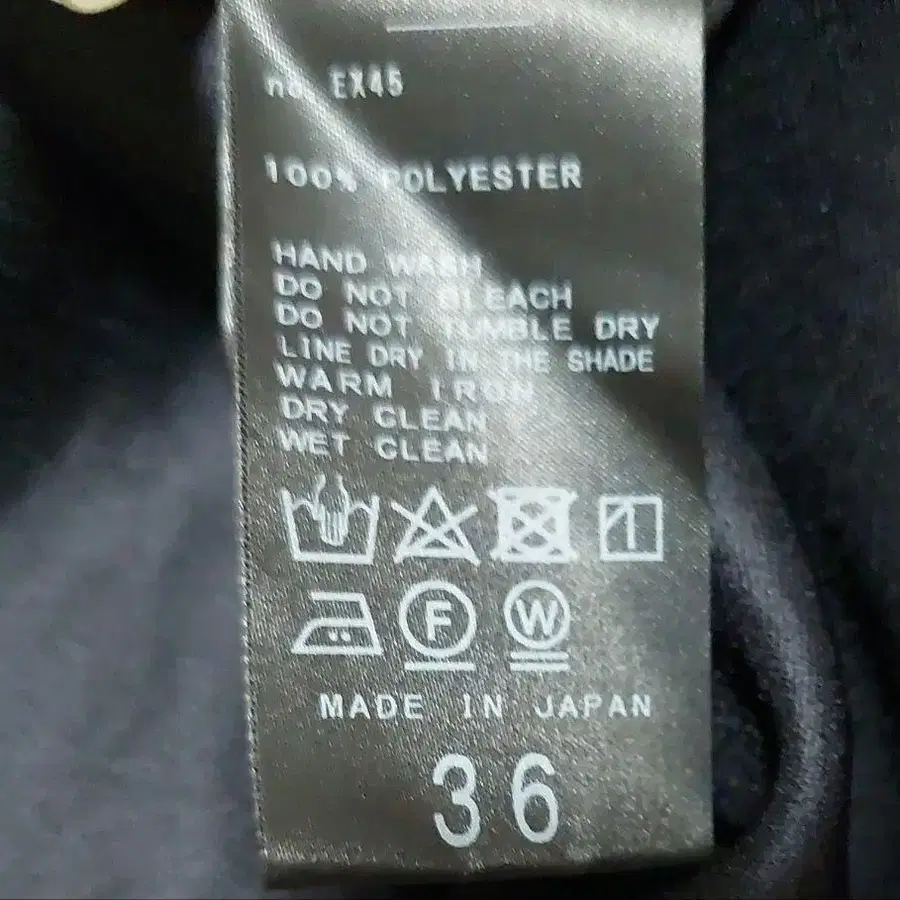 no. EX45
100% POLYESTER
HAND WASH
DO NOT BLEACH
DO NOT TUMBLE DRY
LINE DRY IN THE SHADE
WARM IRON
DRY CLEAN
WET CLEAN
F W
MADE IN JAPAN
36